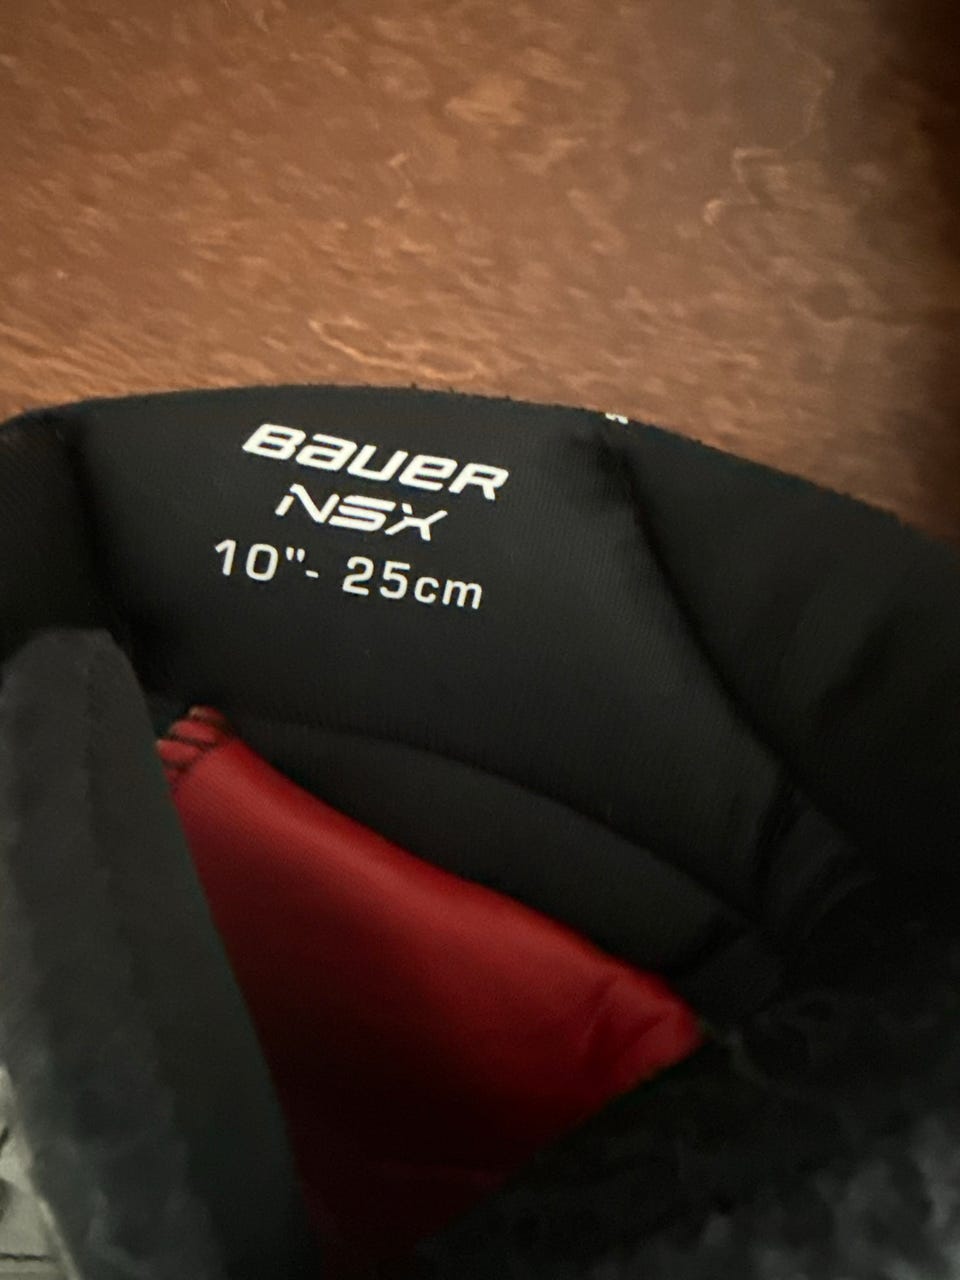 BAUER
NSX
10"- 25cm